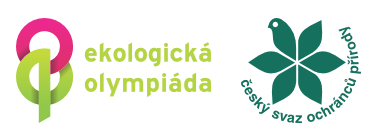 ekologická
olympiáda
český svaz ochránců přírody